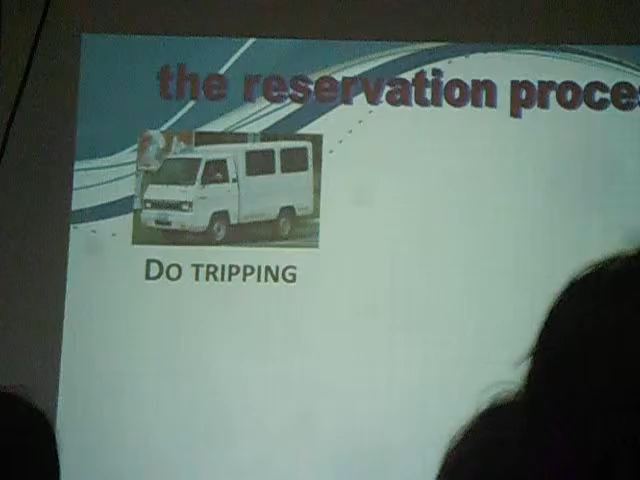 the reservation proces
Do tripping